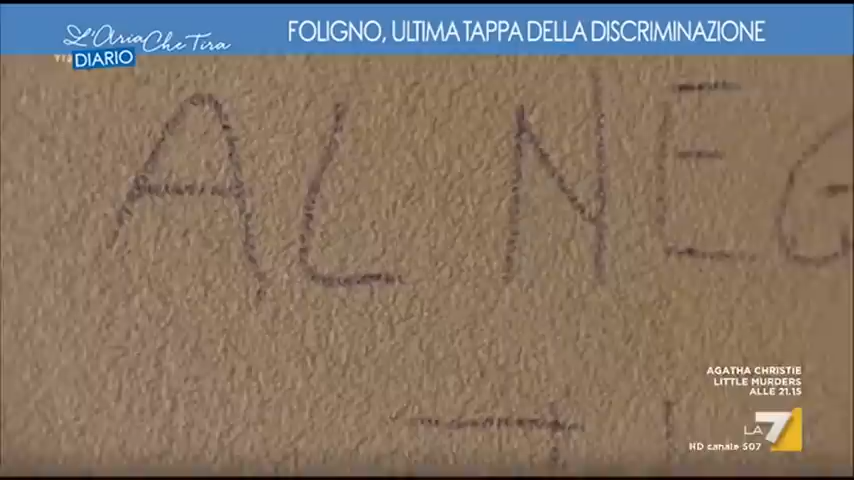 L'Aria Che Tira
DIARIO
FOLIGNO, ULTIMA TAPPA DELLA DISCRIMINAZIONE
AL NEG
AGATHA CHRISTIE
LITTLE MURDERS
ALLE 21.15
LA7
HD canale 507